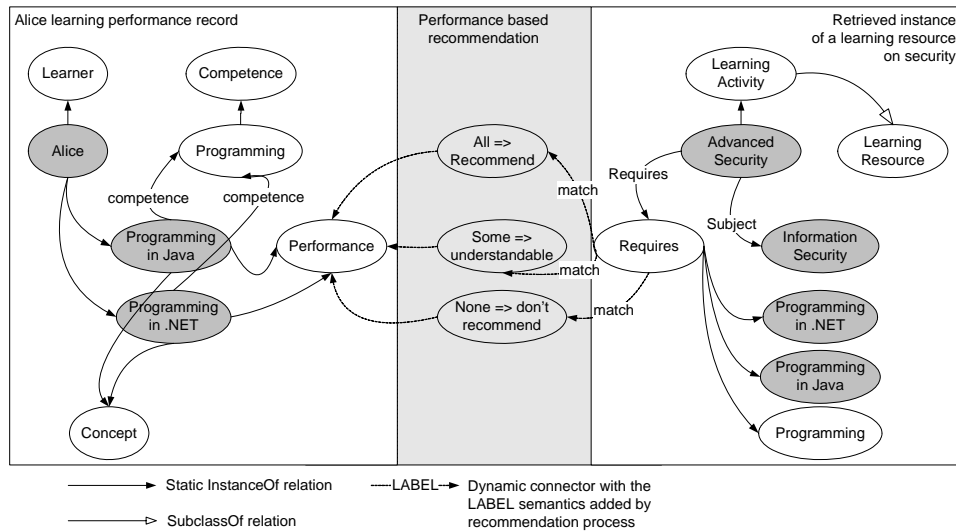 Alice learning performance record
Performance based
recommendation
Retrieved instance
of a learning resource
on security
Learner
Competence
Learning
Activity
Alice
Programming
All =>
Recommend
Advanced
Security
Learning
Resource
competence
competence
match
Requires
Subject
Programming
in Java
Performance
Some =>
understandable
match
Requires
Information
Security
Programming
in .NET
None => don't
recommend
match
Programming
in .NET
Programming
in Java
Concept
Programming
Static InstanceOf relation
LABEL
Dynamic connector with the
LABEL semantics added by
recommendation process
SubclassOf relation